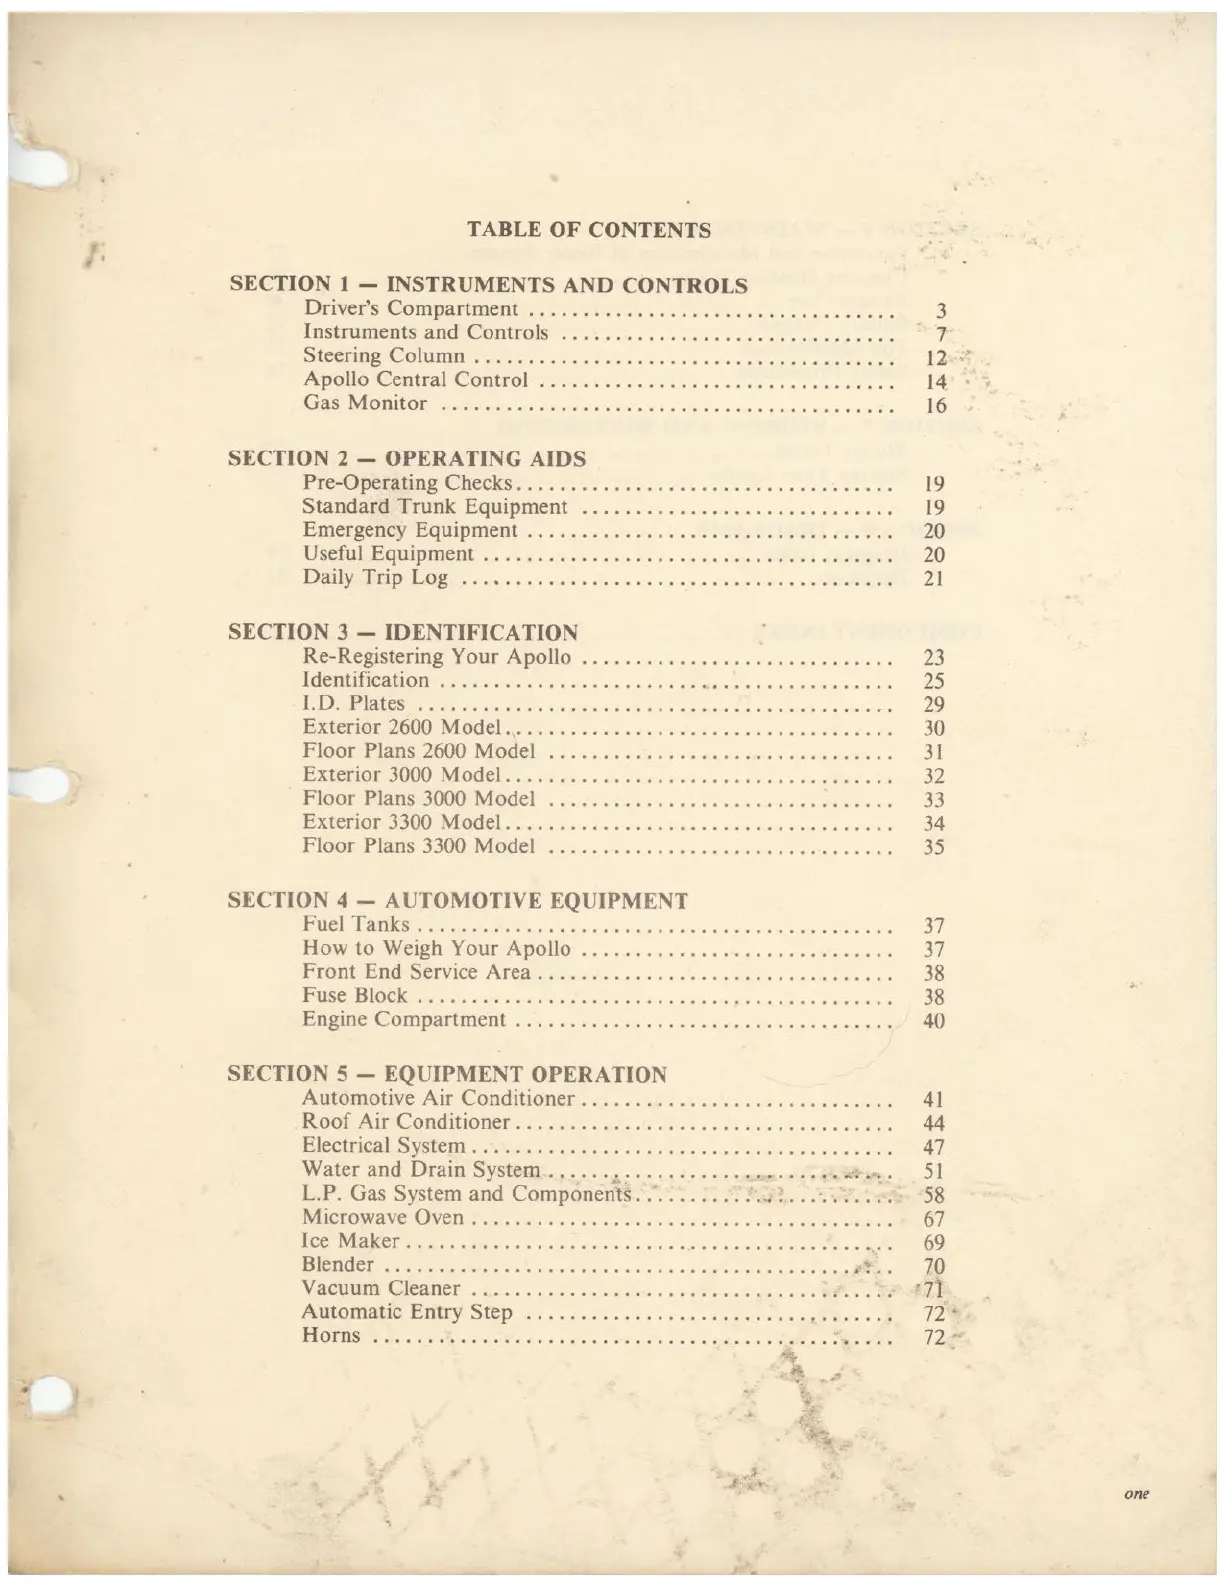 TABLE OF CONTENTS
SECTION 1 — INSTRUMENTS AND CONTROLS
Driver's Compartment . . . . . . . . . . 3
Instruments and Controls . . . . . . . . . . 7
Steering Column . . . . . . . . . . 12
Apollo Central Control . . . . . . . . . . 14
Gas Monitor . . . . . . . . . . 16
SECTION 2 — OPERATING AIDS
Pre-Operating Checks . . . . . . . . . . 19
Standard Trunk Equipment . . . . . . . . . . 19
Emergency Equipment . . . . . . . . . . 20
Useful Equipment . . . . . . . . . . 20
Daily Trip Log . . . . . . . . . . 21
SECTION 3 — IDENTIFICATION
Re-Registering Your Apollo . . . . . . . . . . 23
Identification . . . . . . . . . . 25
I.D. Plates . . . . . . . . . . 29
Exterior 2600 Model . . . . . . . . . . 30
Floor Plans 2600 Model . . . . . . . . . . 31
Exterior 3000 Model . . . . . . . . . . 32
Floor Plans 3000 Model . . . . . . . . . . 33
Exterior 3300 Model . . . . . . . . . . 34
Floor Plans 3300 Model . . . . . . . . . . 35
SECTION 4 — AUTOMOTIVE EQUIPMENT
Fuel Tanks . . . . . . . . . . 37
How to Weigh Your Apollo . . . . . . . . . . 37
Front End Service Area . . . . . . . . . . 38
Fuse Block . . . . . . . . . . 38
Engine Compartment . . . . . . . . . . 40
SECTION 5 — EQUIPMENT OPERATION
Automotive Air Conditioner . . . . . . . . . . 41
Roof Air Conditioner . . . . . . . . . . 44
Electrical System . . . . . . . . . . 47
Water and Drain System . . . . . . . . . . 51
L.P. Gas System and Components . . . . . . . . . . 58
Microwave Oven . . . . . . . . . . 67
Ice Maker . . . . . . . . . . 69
Blender . . . . . . . . . . 70
Vacuum Cleaner . . . . . . . . . . 71
Automatic Entry Step . . . . . . . . . . 72
Horns . . . . . . . . . . 72
one